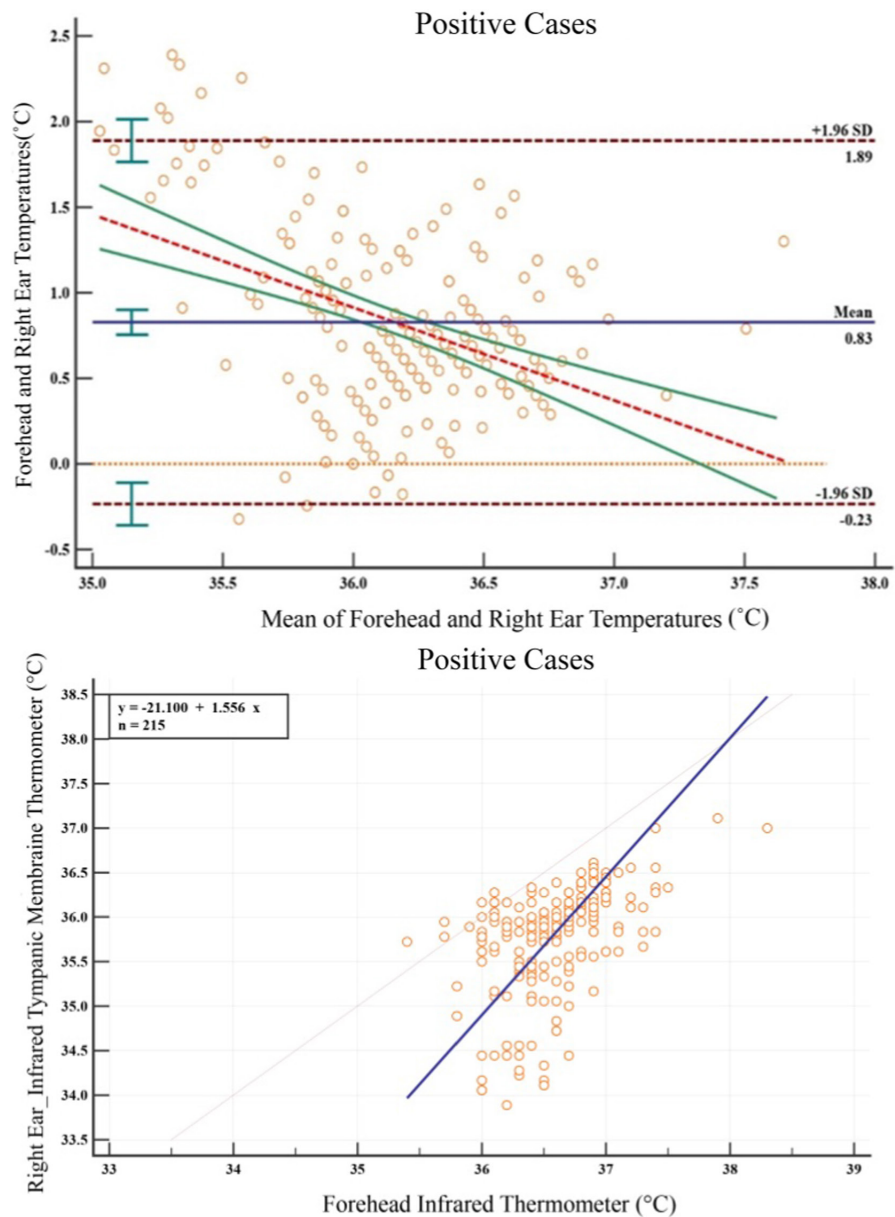 Positive Cases
Forehead and Right Ear Temperatures(˚C)
2.5
2.0
1.5
1.0
0.5
0.0
-0.5
+1.96 SD
1.89
Mean
0.83
-1.96 SD
-0.23
35.0 35.5 36.0 36.5 37.0 37.5 38.0
Mean of Forehead and Right Ear Temperatures (˚C)
Positive Cases
Right Ear_Infrared Tympanic Membraine Thermometer (°C)
38.5
38.0
37.5
37.0
36.5
36.0
35.5
35.0
34.5
34.0
33.5
y = -21.100 + 1.556 x
n = 215
33 34 35 36 37 38 39
Forehead Infrared Thermometer (°C)